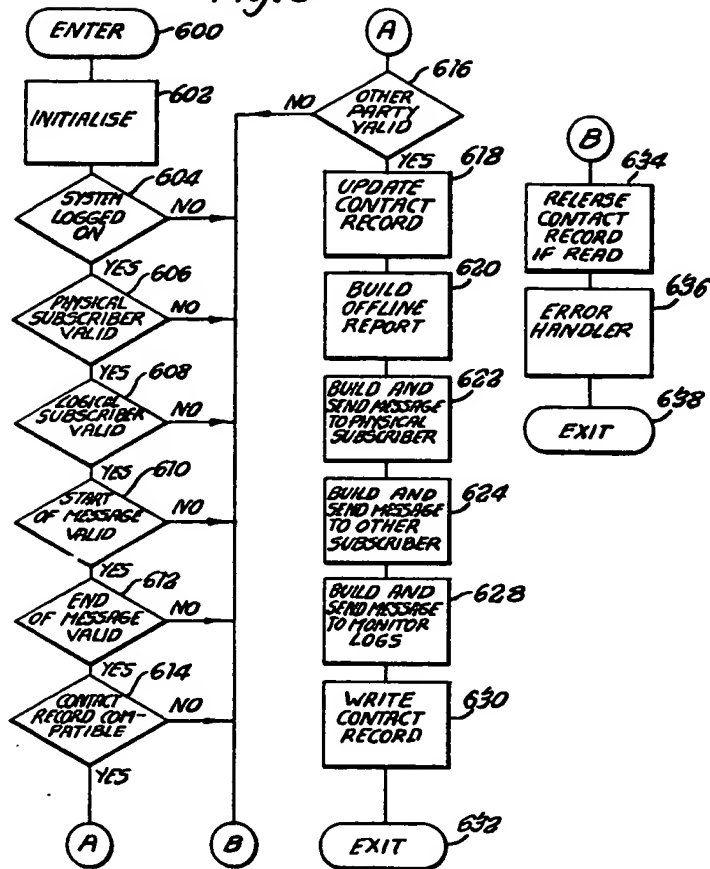 ENTER
600
INITIALISE
602
SYSTEM
LOGGED
ON
604
NO
YES
PHYSICAL
SUBSCRIBER
VALID
606
NO
YES
LOGICAL
SUBSCRIBER
VALID
608
NO
YES
START
OF MESSAGE
VALID
610
NO
YES
END
OF MESSAGE
VALID
612
NO
YES
CONTACT
RECORD COM-
PATIBLE
614
NO
YES
A
B
A
OTHER
PARTY
VALID
616
NO
YES
UPDATE
CONTACT
RECORD
618
BUILD
OFFLINE
REPORT
620
BUILD AND
SEND MESSAGE
TO PHYSICAL
SUBSCRIBER
622
BUILD AND
SEND MESSAGE
TO OTHER
SUBSCRIBER
624
BUILD AND
SEND MESSAGE
TO MONITOR
LOGS
628
WRITE
CONTACT
RECORD
630
EXIT
632
B
RELEASE
CONTACT
RECORD
IF READ
634
ERROR
HANDLER
636
EXIT
638